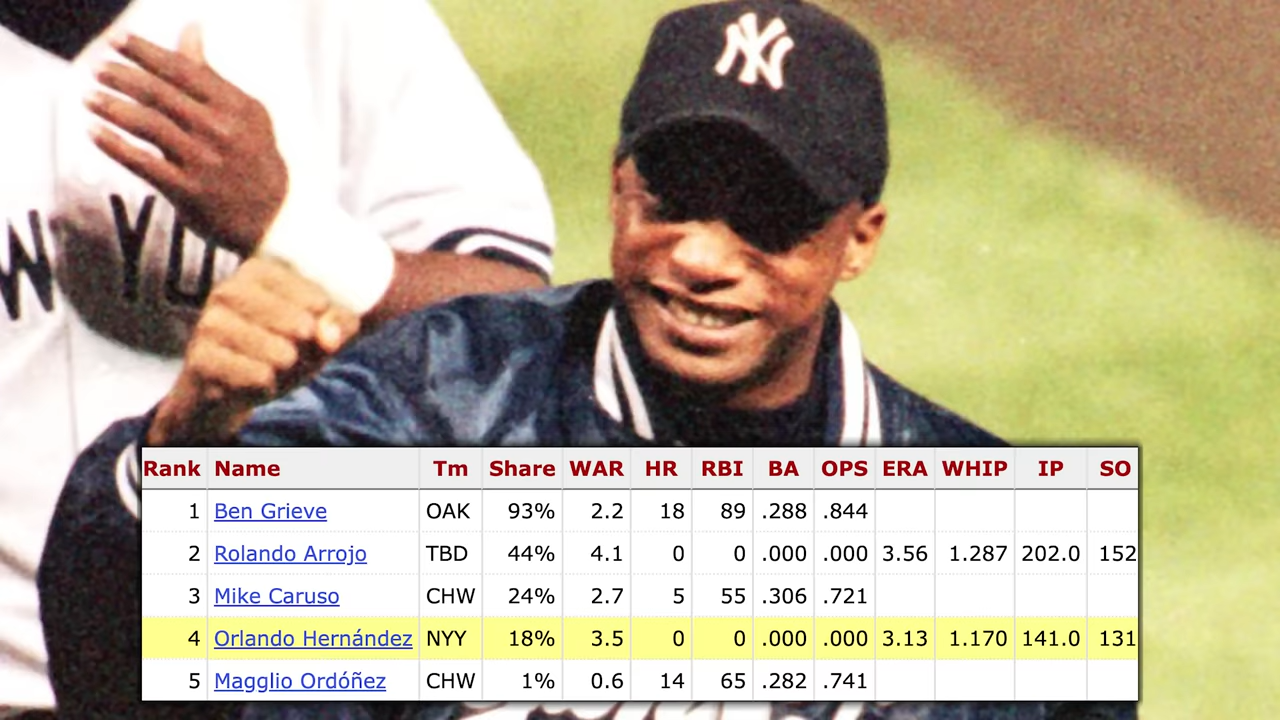 NY
W YO
Rank Name Tm Share WAR HR RBI BA OPS ERA WHIP IP SO
1 Ben Grieve OAK 93% 2.2 18 89 .288 .844
2 Rolando Arrojo TBD 44% 4.1 0 0 .000 .000 3.56 1.287 202.0 152
3 Mike Caruso CHW 24% 2.7 5 55 .306 .721
4 Orlando Hernández NYY 18% 3.5 0 0 .000 .000 3.13 1.170 141.0 131
5 Magglio Ordóñez CHW 1% 0.6 14 65 .282 .741